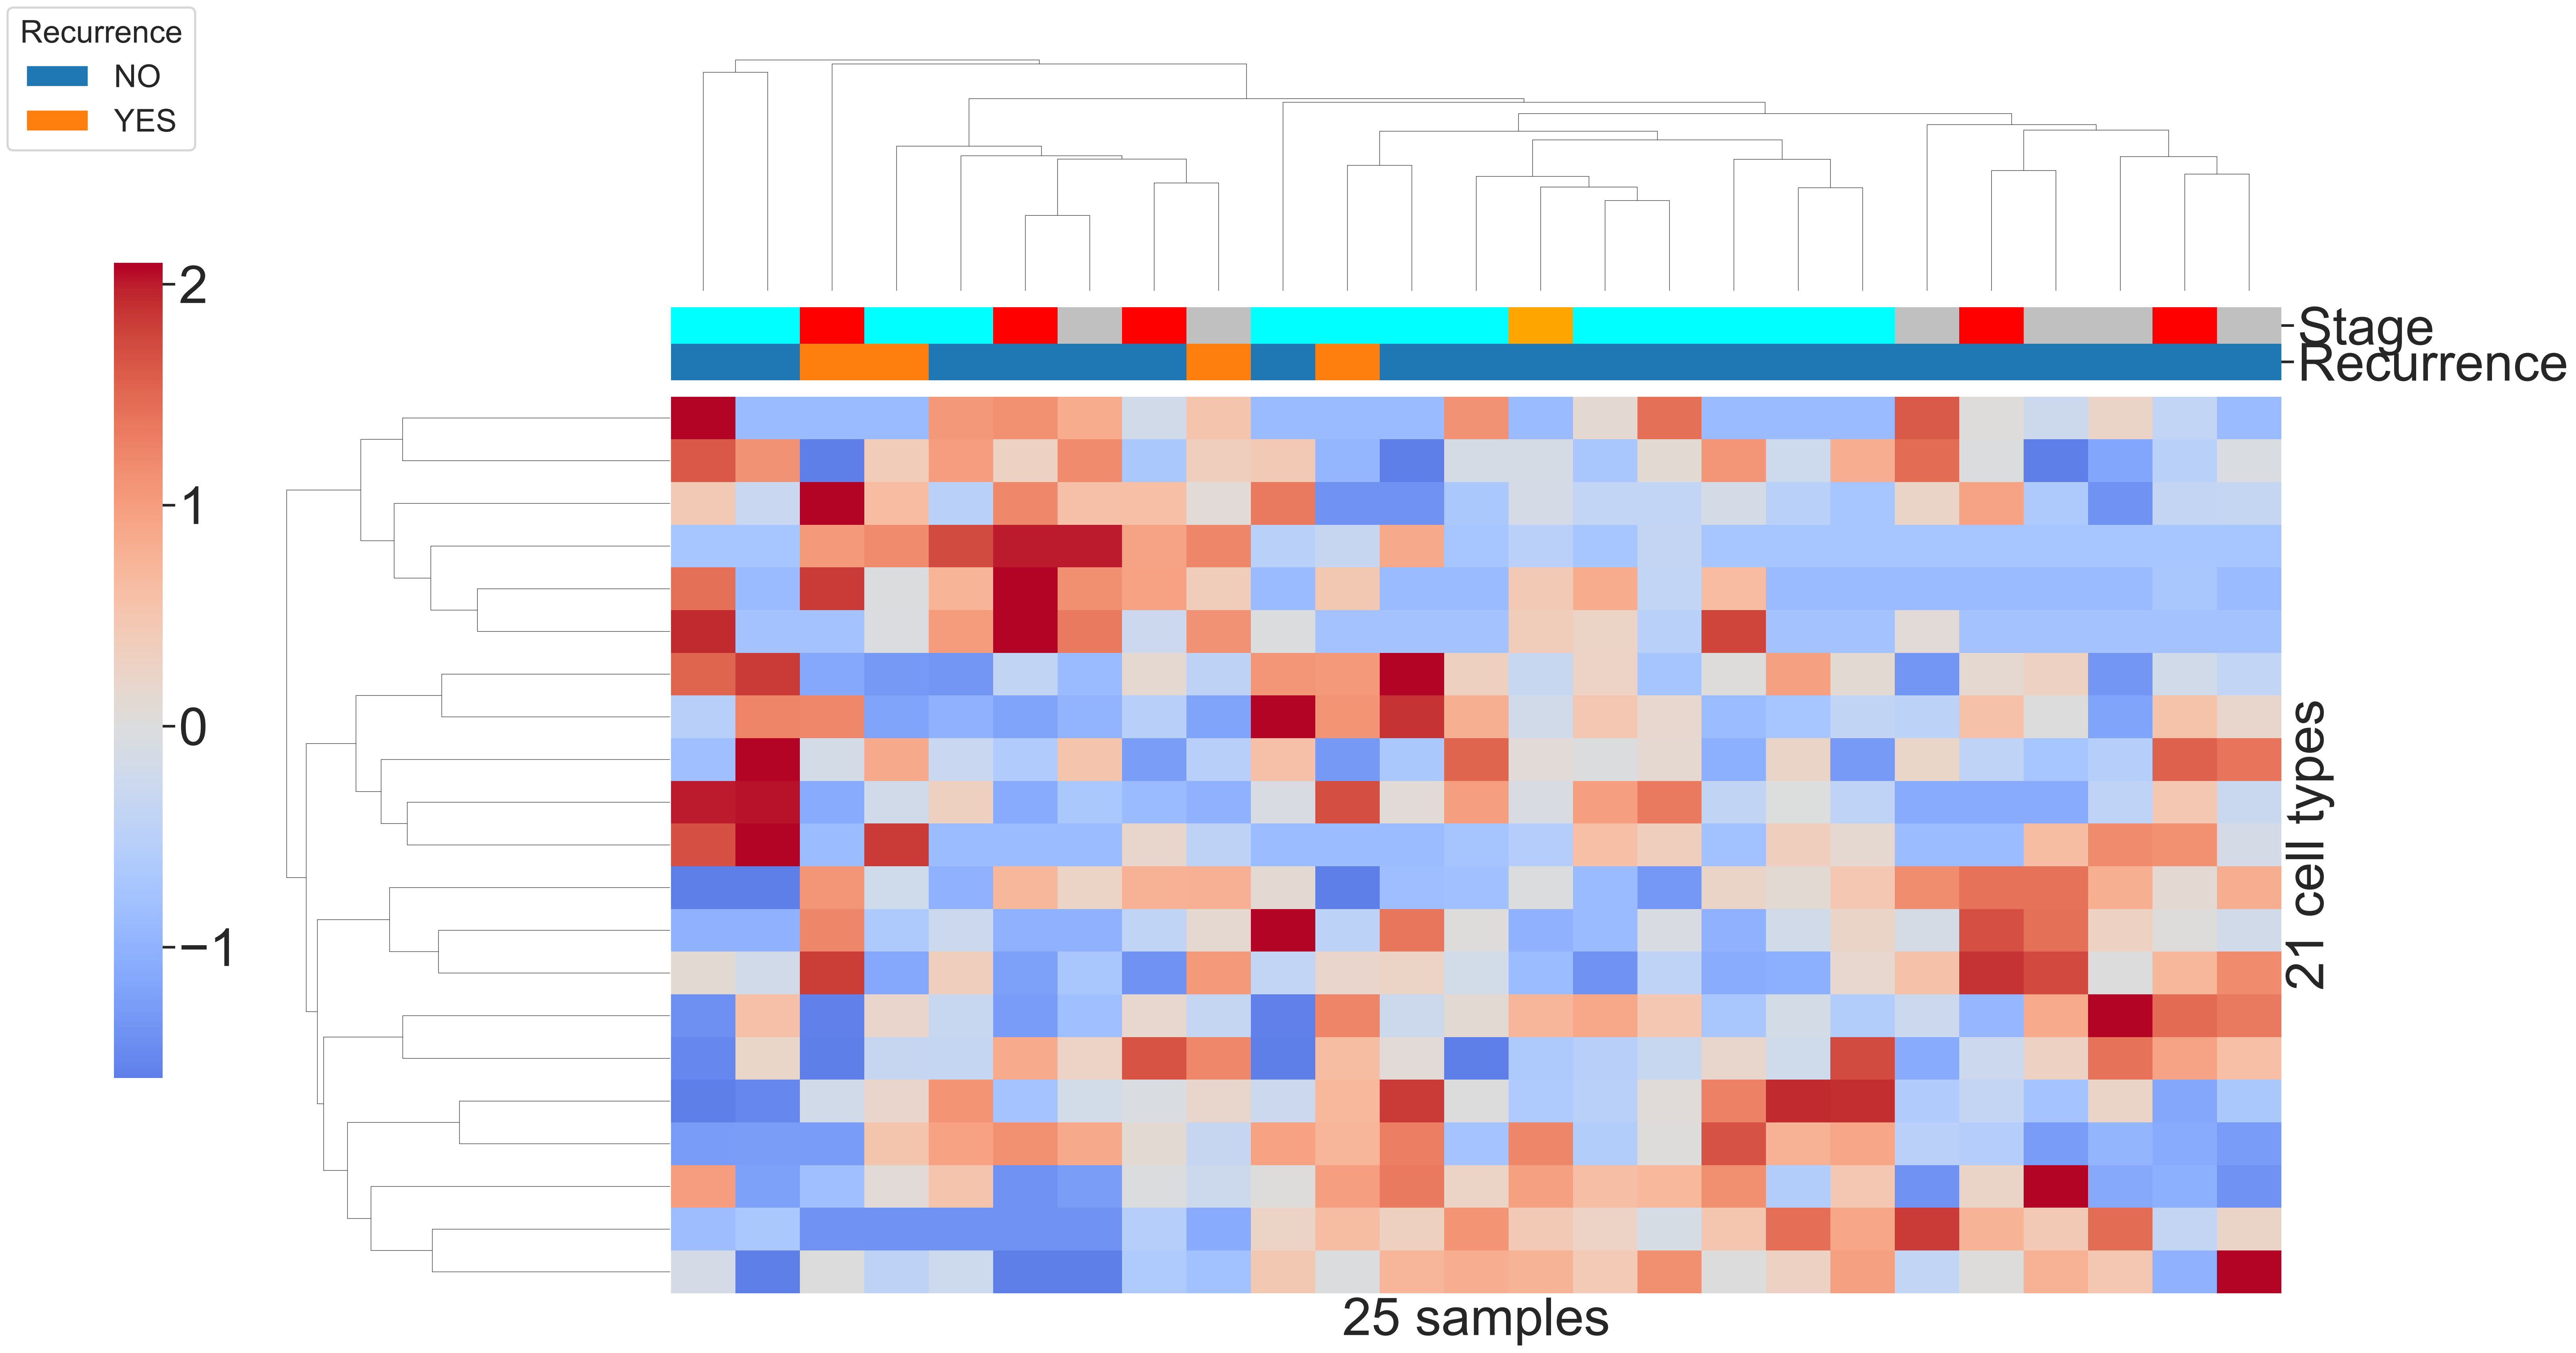 Recurrence
NO
YES
2
1
0
−1
Stage
Recurrence
21 cell types
25 samples